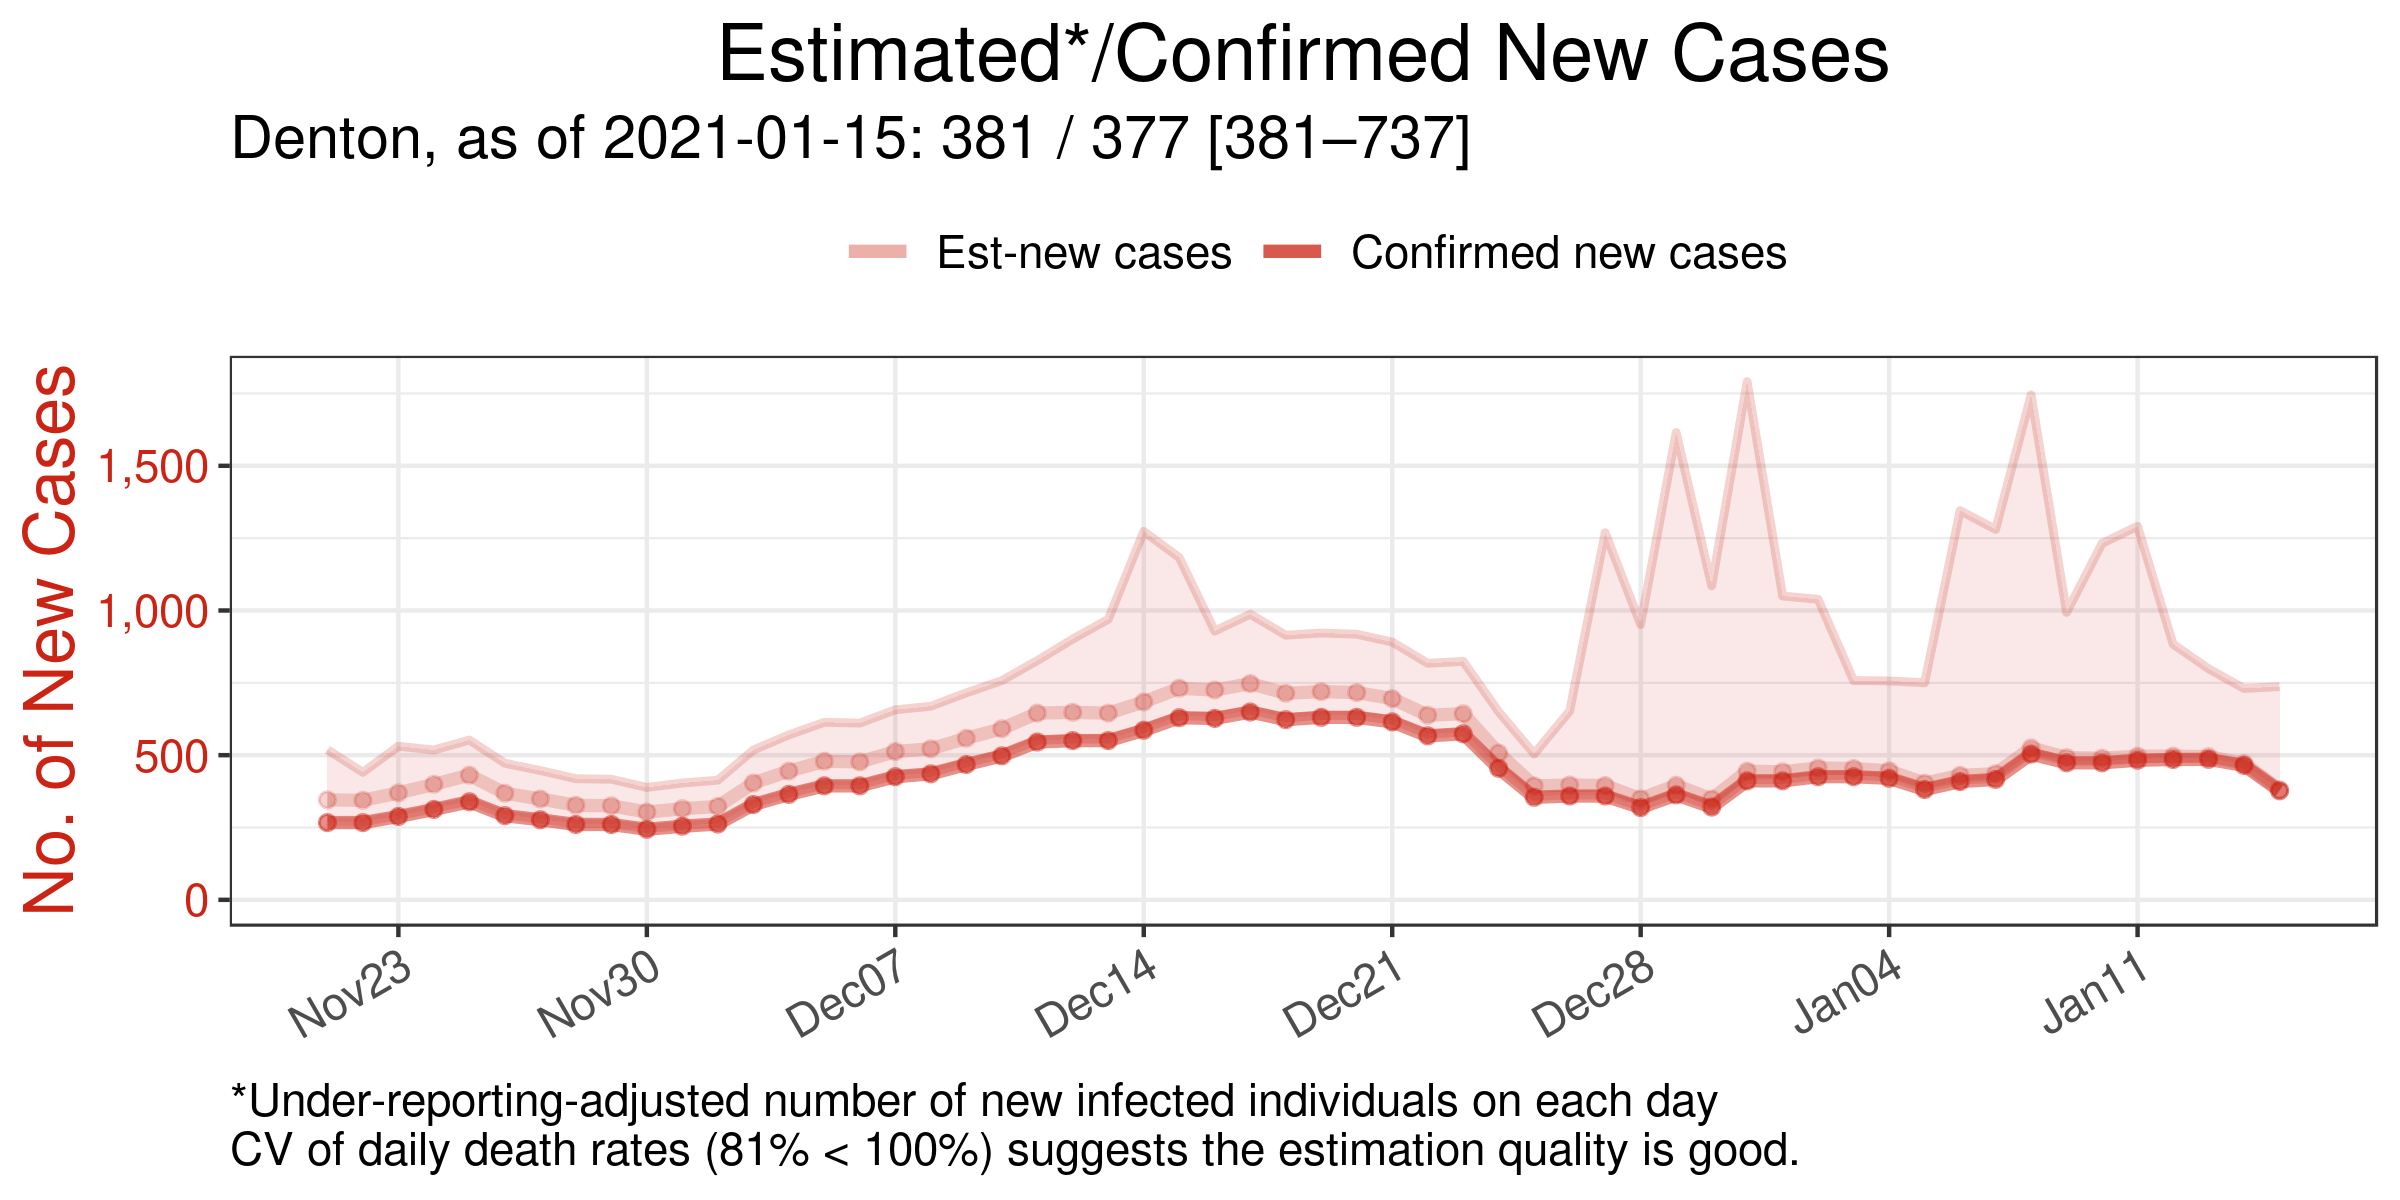 Estimated*/Confirmed New Cases
Denton, as of 2021-01-15: 381 / 377 [381–737]
Est-new cases
Confirmed new cases
No. of New Cases
1,500
1,000
500
0
Nov23
Nov30
Dec07
Dec14
Dec21
Dec28
Jan04
Jan11
*Under-reporting-adjusted number of new infected individuals on each day
CV of daily death rates (81% < 100%) suggests the estimation quality is good.